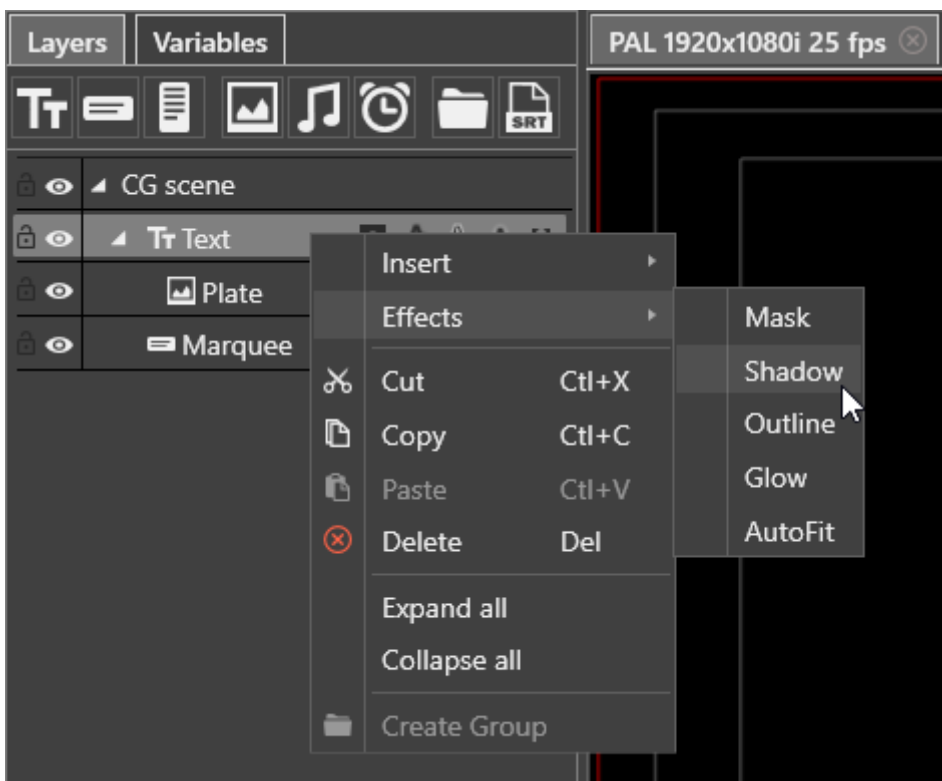 Layers Variables PAL 1920x1080i 25 fps
SRT
CG scene
Tт Text
Plate
Marquee
Insert
Effects
Cut Ctl+X
Copy Ctl+C
Paste Ctl+V
Delete Del
Expand all
Collapse all
Create Group
Mask
Shadow
Outline
Glow
AutoFit